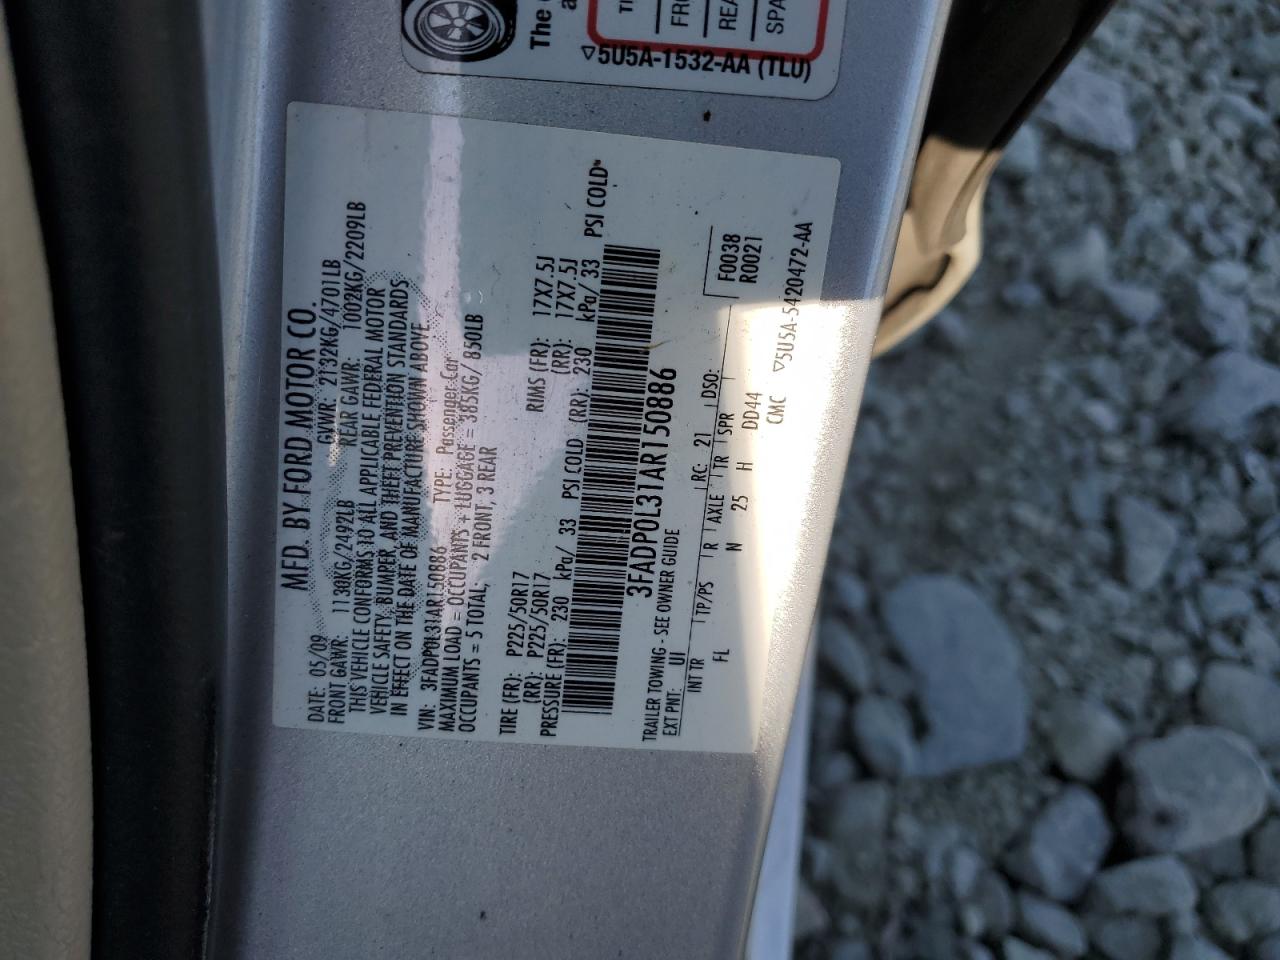 The
TI
FR
REA
SPA
▽5U5A-1532-AA (TLU)
MFD. BY FORD MOTOR CO.
DATE: 05/09 GVWR: 2132KG/4701LB
FRONT GAWR: 1130KG/2492LB REAR GAWR: 1002KG/2209LB
THIS VEHICLE CONFORMS TO ALL APPLICABLE FEDERAL MOTOR
VEHICLE SAFETY, BUMPER, AND THEFT PREVENTION STANDARDS
IN EFFECT ON THE DATE OF MANUFACTURE SHOWN ABOVE
VIN: 3FADP0L31AR150886 TYPE: Passenger Car
MAXIMUM LOAD = OCCUPANTS + LUGGAGE = 385KG/ 850LB
OCCUPANTS = 5 TOTAL, 2 FRONT, 3 REAR
TIRE (FR): P225/50R17 RIMS (FR): 17X7.5J
(RR): P225/50R17 (RR): 17X7.5J
PRESSURE (FR): 230 kPa/ 33 PSI COLD (RR): 230 kPa/ 33 PSI COLD
3FADP0L31AR150886
TRAILER TOWING - SEE OWNER GUIDE F0038
EXT PNT: UI RC: 21 DSO: R0021
INT TR TP/PS R AXLE TR SPR
FL N 25 H DD44
CMC ▽5U5A-5420472-AA